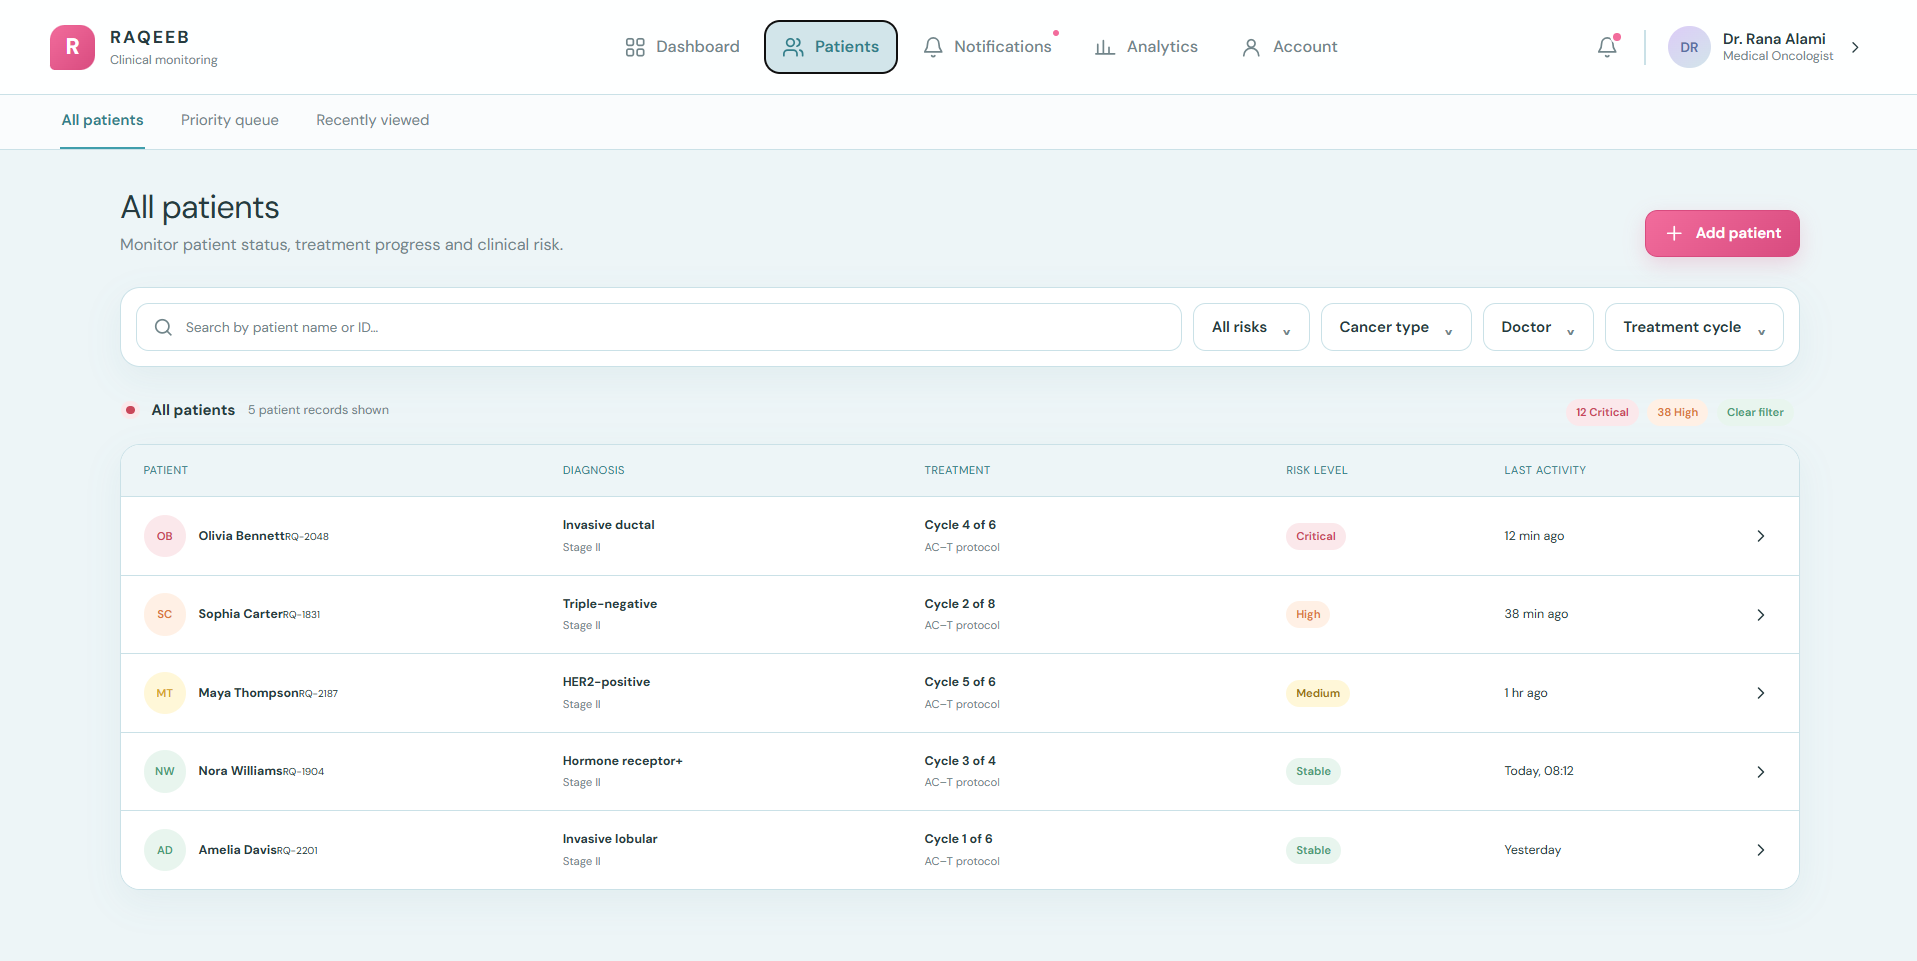 R
RAQEEB
Clinical monitoring
Dashboard
Patients
Notifications
Analytics
Account
DR
Dr. Rana Alami
Medical Oncologist
All patients
Priority queue
Recently viewed
All patients
Monitor patient status, treatment progress and clinical risk.
Add patient
Search by patient name or ID...
All risks
Cancer type
Doctor
Treatment cycle
All patients
5 patient records shown
12 Critical
38 High
Clear filter
PATIENT
DIAGNOSIS
TREATMENT
RISK LEVEL
LAST ACTIVITY
OB
Olivia BennettRQ-2048
Invasive ductal
Stage II
Cycle 4 of 6
AC–T protocol
Critical
12 min ago
SC
Sophia CarterRQ-1831
Triple-negative
Stage II
Cycle 2 of 8
AC–T protocol
High
38 min ago
MT
Maya ThompsonRQ-2187
HER2-positive
Stage II
Cycle 5 of 6
AC–T protocol
Medium
1 hr ago
NW
Nora WilliamsRQ-1904
Hormone receptor+
Stage II
Cycle 3 of 4
AC–T protocol
Stable
Today, 08:12
AD
Amelia DavisRQ-2201
Invasive lobular
Stage II
Cycle 1 of 6
AC–T protocol
Stable
Yesterday